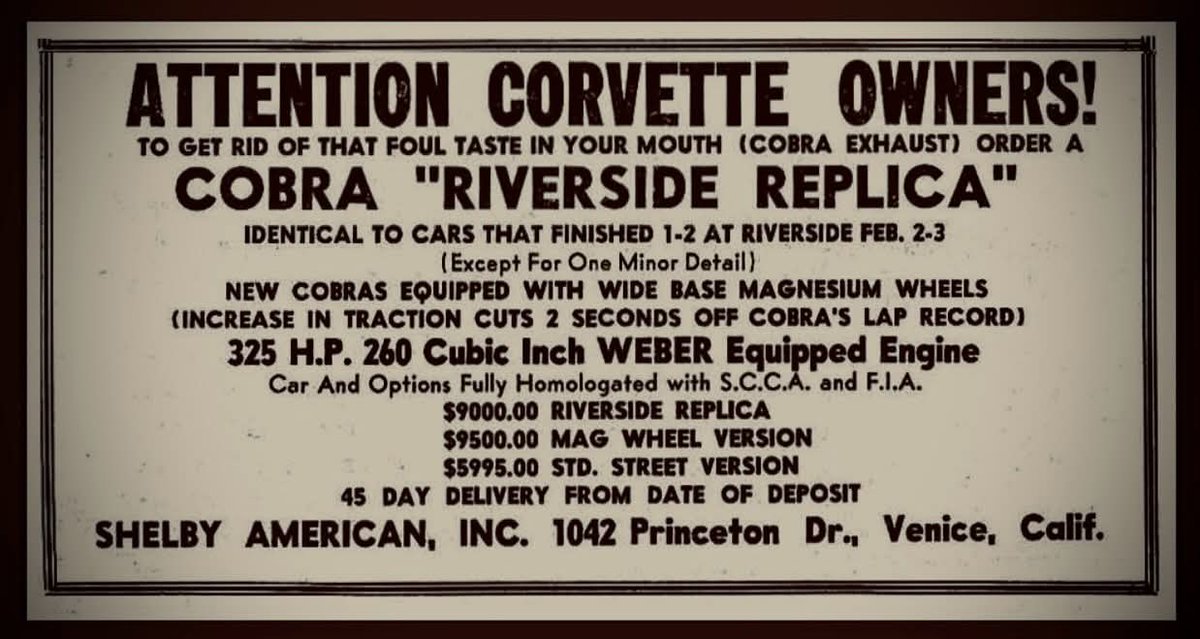 ATTENTION CORVETTE OWNERS!
TO GET RID OF THAT FOUL TASTE IN YOUR MOUTH (COBRA EXHAUST) ORDER A
COBRA "RIVERSIDE REPLICA"
IDENTICAL TO CARS THAT FINISHED 1-2 AT RIVERSIDE FEB. 2-3
(Except For One Minor Detail)
NEW COBRAS EQUIPPED WITH WIDE BASE MAGNESIUM WHEELS
(INCREASE IN TRACTION CUTS 2 SECONDS OFF COBRA'S LAP RECORD)
325 H.P. 260 Cubic Inch WEBER Equipped Engine
Car And Options Fully Homologated with S.C.C.A. and F.I.A.
$9000.00 RIVERSIDE REPLICA
$9500.00 MAG WHEEL VERSION
$5995.00 STD. STREET VERSION
45 DAY DELIVERY FROM DATE OF DEPOSIT
SHELBY AMERICAN, INC. 1042 Princeton Dr., Venice, Calif.